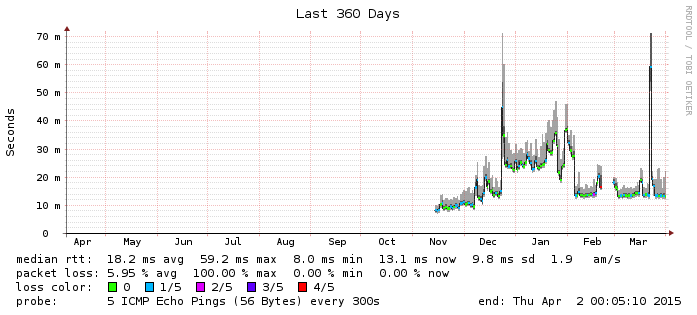 Last 360 Days
RRDTOOL / TOBI OETIKER
Seconds
70 m
60 m
50 m
40 m
30 m
20 m
10 m
0
Apr May Jun Jul Aug Sep Oct Nov Dec Jan Feb Mar
median rtt: 18.2 ms avg 59.2 ms max 8.0 ms min 13.1 ms now 9.8 ms sd 1.9 am/s
packet loss: 5.95 % avg 100.00 % max 0.00 % min 0.00 % now
loss color: 0 1/5 2/5 3/5 4/5
probe: 5 ICMP Echo Pings (56 Bytes) every 300s end: Thu Apr 2 00:05:10 2015